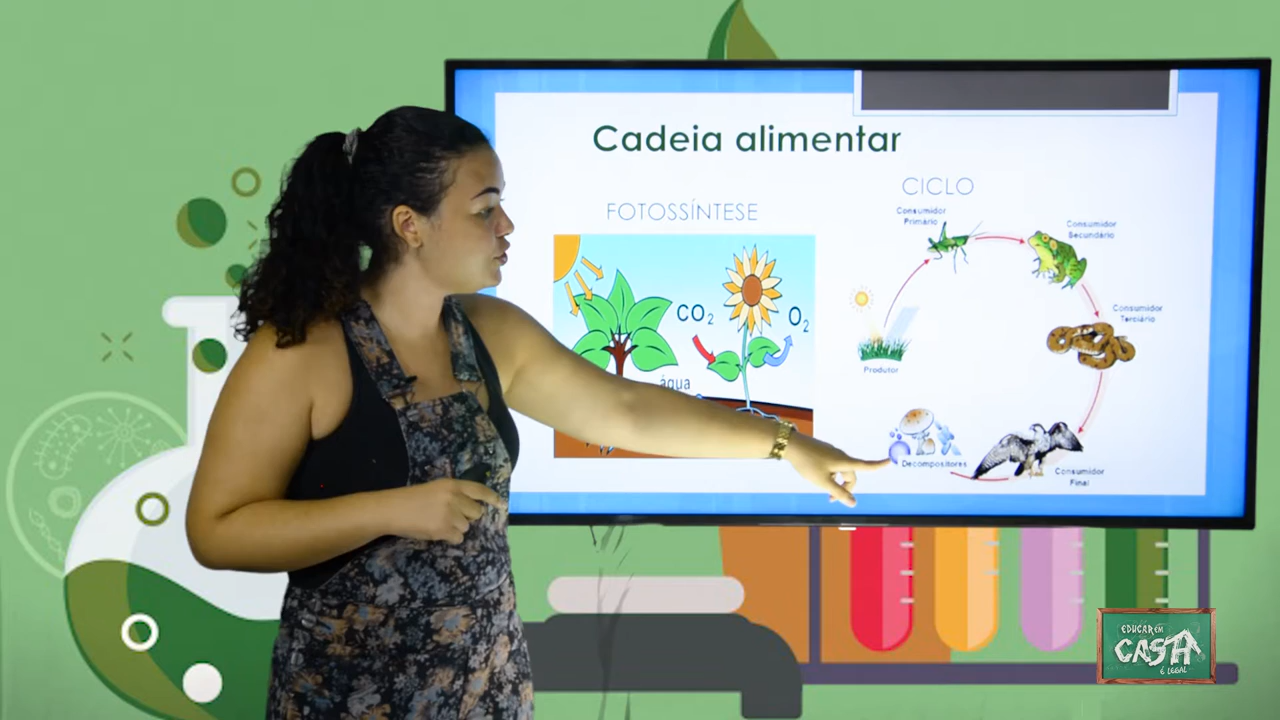 Cadeia alimentar
FOTOSSÍNTESE
CO2
O2
água
CICLO
Consumidor
Primário
Consumidor
Secundário
Consumidor
Terciário
Consumidor
Final
Decompositores
Produtor
EDUCAR EM
CASA
É LEGAL